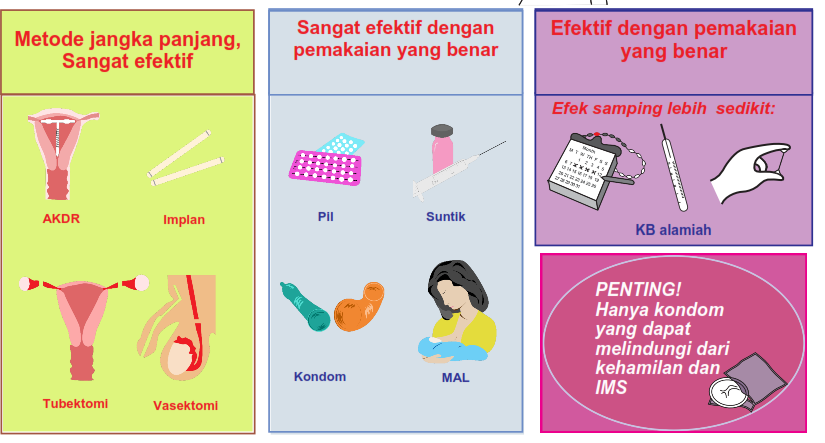 Metode jangka panjang,
Sangat efektif
AKDR
Implan
Tubektomi
Vasektomi
Sangat efektif dengan
pemakaian yang benar
Pil
Suntik
Kondom
MAL
Efektif dengan pemakaian
yang benar
Efek samping lebih sedikit:
Month
M T W TH F S S
KB alamiah
PENTING!
Hanya kondom
yang dapat
melindungi dari
kehamilan dan
IMS